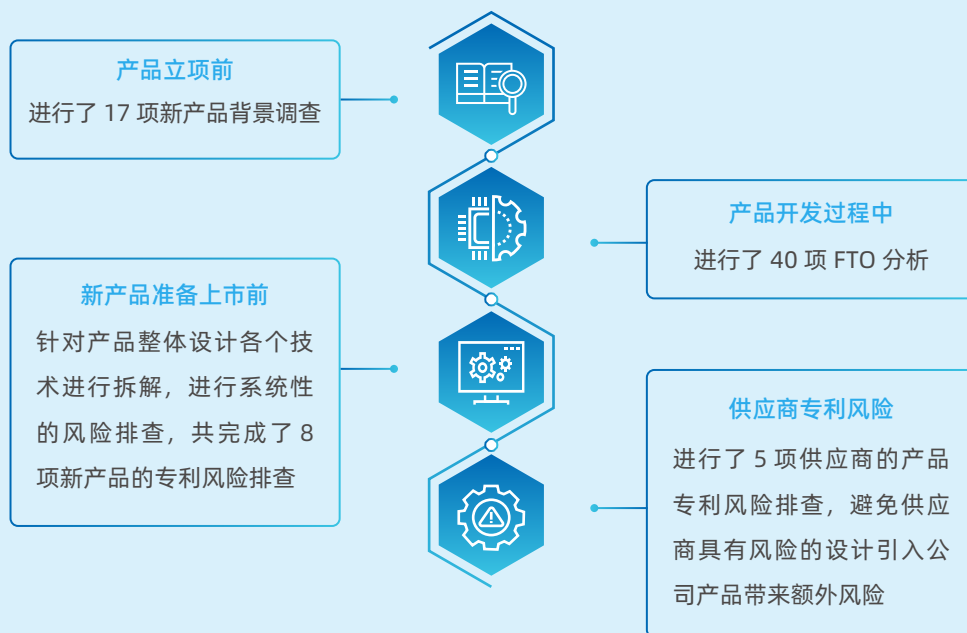 产品立项前
进行了 17 项新产品背景调查
产品开发过程中
进行了 40 项 FTO 分析
新产品准备上市前
针对产品整体设计各个技
术进行拆解，进行系统性
的风险排查，共完成了 8
项新产品的专利风险排查
供应商专利风险
进行了 5 项供应商的产品
专利风险排查，避免供应
商具有风险的设计引入公
司产品带来额外风险